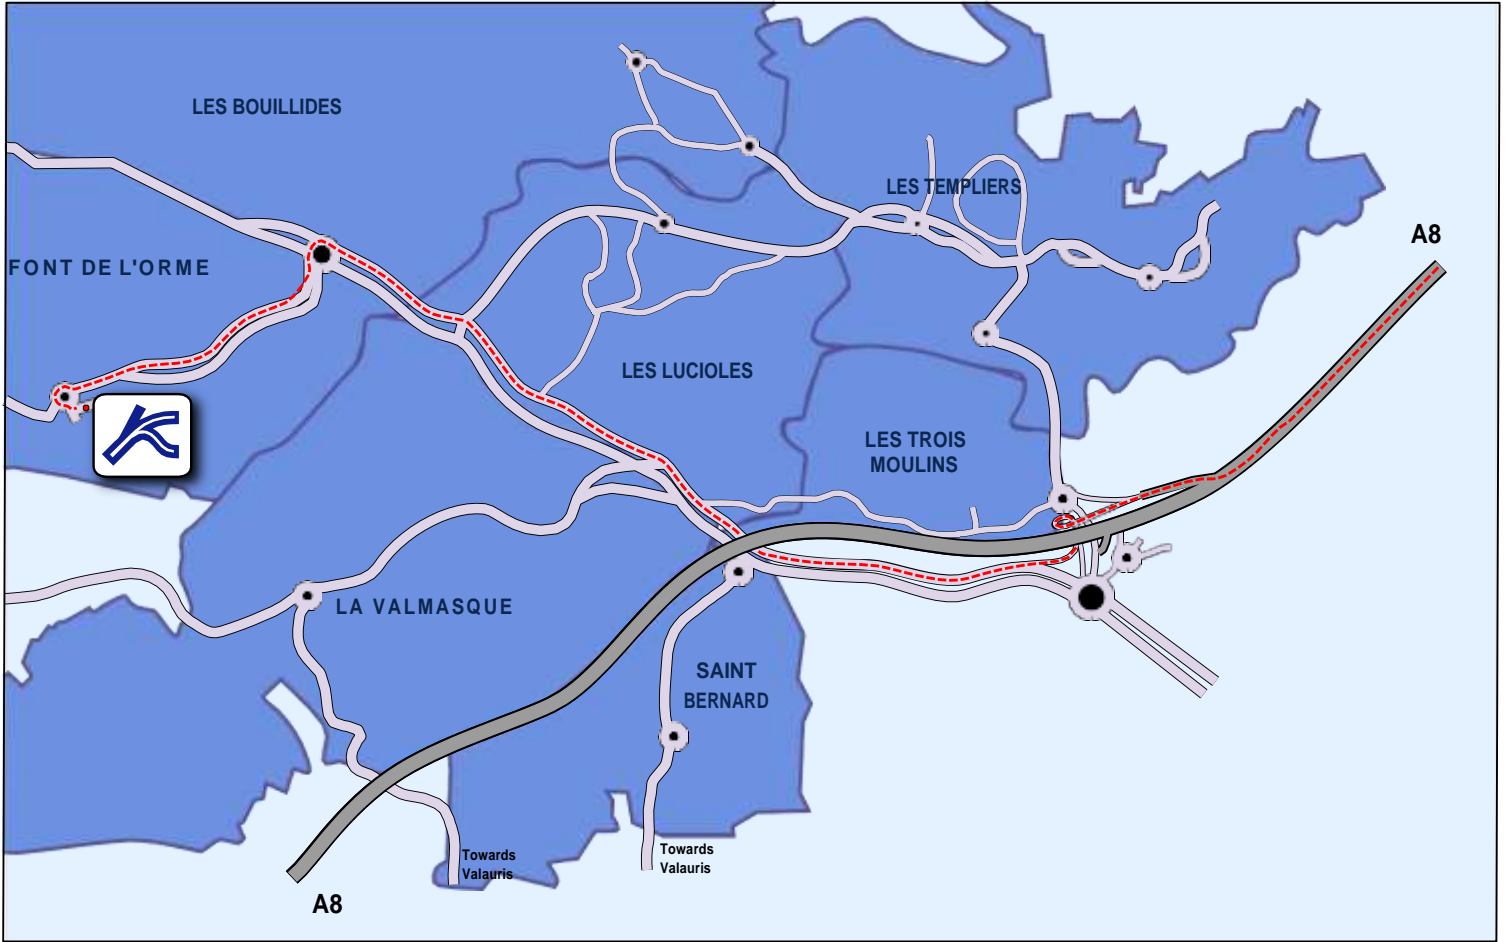 LES BOUILLIDES
LES TEMPLIERS
A8
FONT DE L'ORME
LES LUCIOLES
LES TROIS
MOULINS
LA VALMASQUE
SAINT
BERNARD
Towards
Valauris
Towards
Valauris
A8